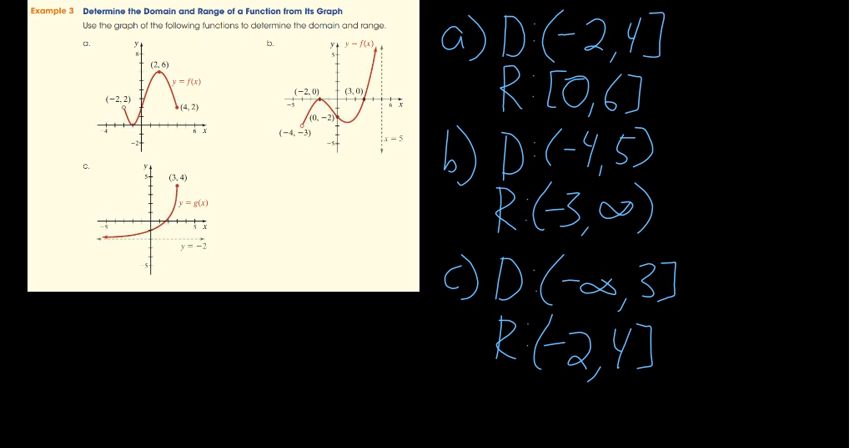 Example 3 Determine the Domain and Range of a Function from Its Graph
Use the graph of the following functions to determine the domain and range.
a.
y
8
(2, 6)
y = f(x)
(−2, 2)
(4, 2)
−4
6 x
−2
b.
y
y = f(x)
5
(−2, 0)
(3, 0)
−5
6 x
(0, −2)
(−4, −3)
−5
x = 5
c.
y
5
(3, 4)
y = g(x)
−5
5 x
y = −2
−5
a) D: (−2, 4]
R: [0, 6]
b) D: (−4, 5)
R: (−3, ∞)
c) D: (−∞, 3]
R: (−2, 4]